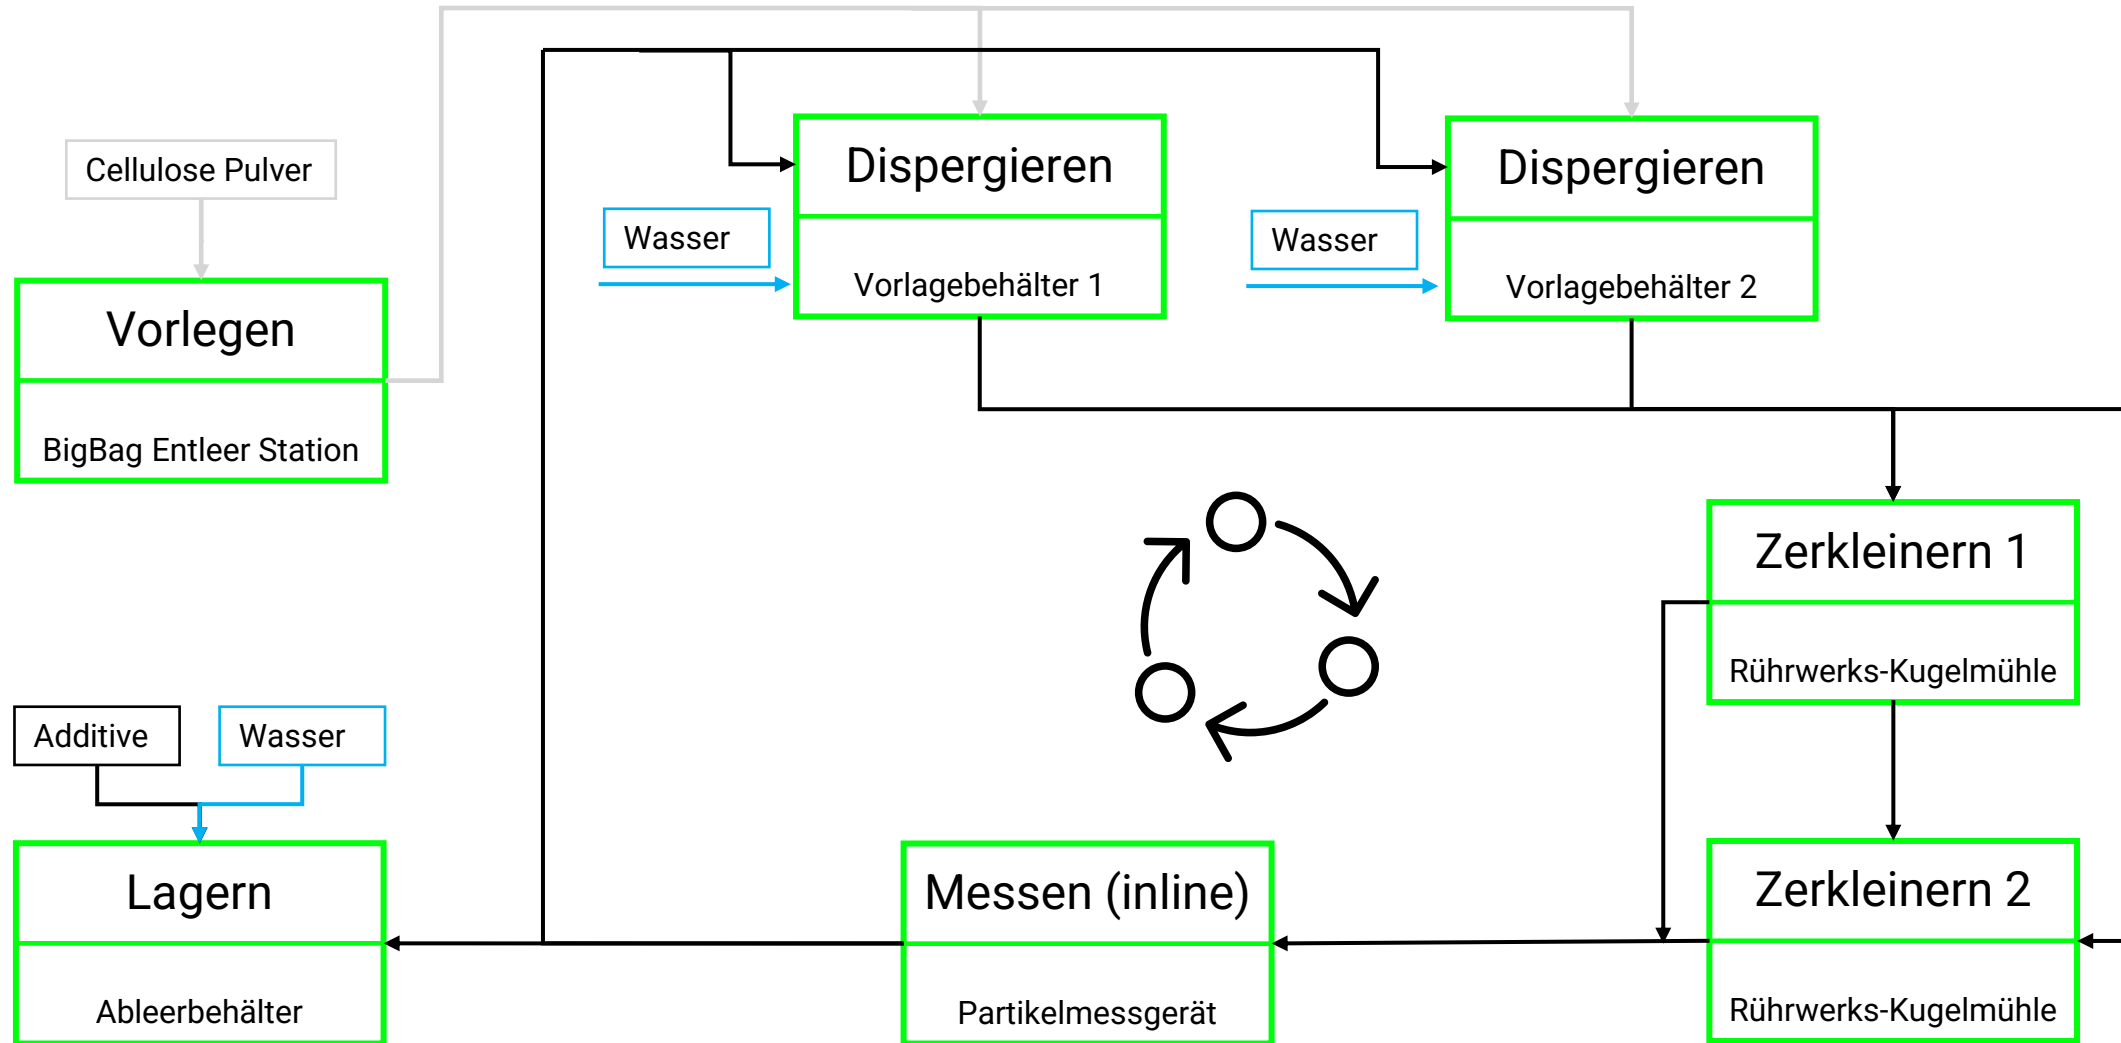 Cellulose Pulver
Vorlegen
BigBag Entleer Station
Wasser
Dispergieren
Vorlagebehälter 1
Wasser
Dispergieren
Vorlagebehälter 2
Zerkleinern 1
Rührwerks-Kugelmühle
Zerkleinern 2
Rührwerks-Kugelmühle
Messen (inline)
Partikelmessgerät
Additive
Wasser
Lagern
Ableerbehälter